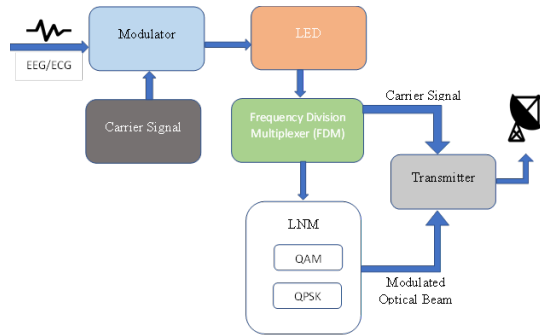 EEG/ECG
Modulator
LED
Carrier Signal
Frequency Division
Multiplexer (FDM)
Carrier Signal
Transmitter
LNM
QAM
QPSK
Modulated
Optical Beam